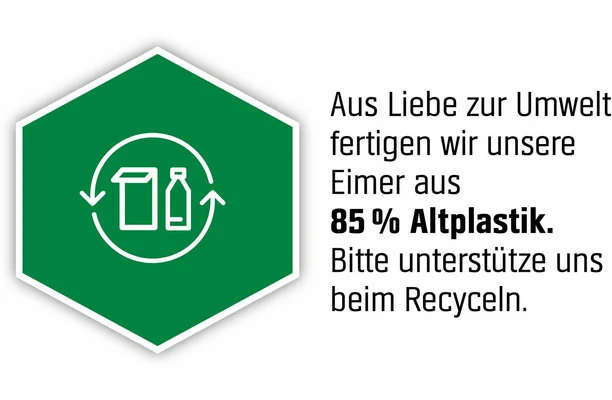 Aus Liebe zur Umwelt
fertigen wir unsere
Eimer aus
85 % Altplastik.
Bitte unterstütze uns
beim Recyceln.